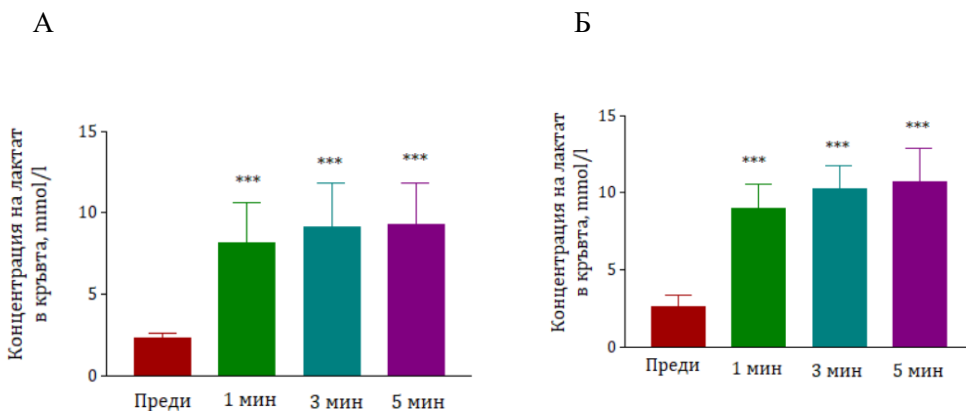 А
Б
Концентрация на лактат
в кръвта, mmol/l
15
10
5
0
***
***
***
Преди
1 мин
3 мин
5 мин
Концентрация на лактат
в кръвта, mmol/l
15
10
5
0
***
***
***
Преди
1 мин
3 мин
5 мин